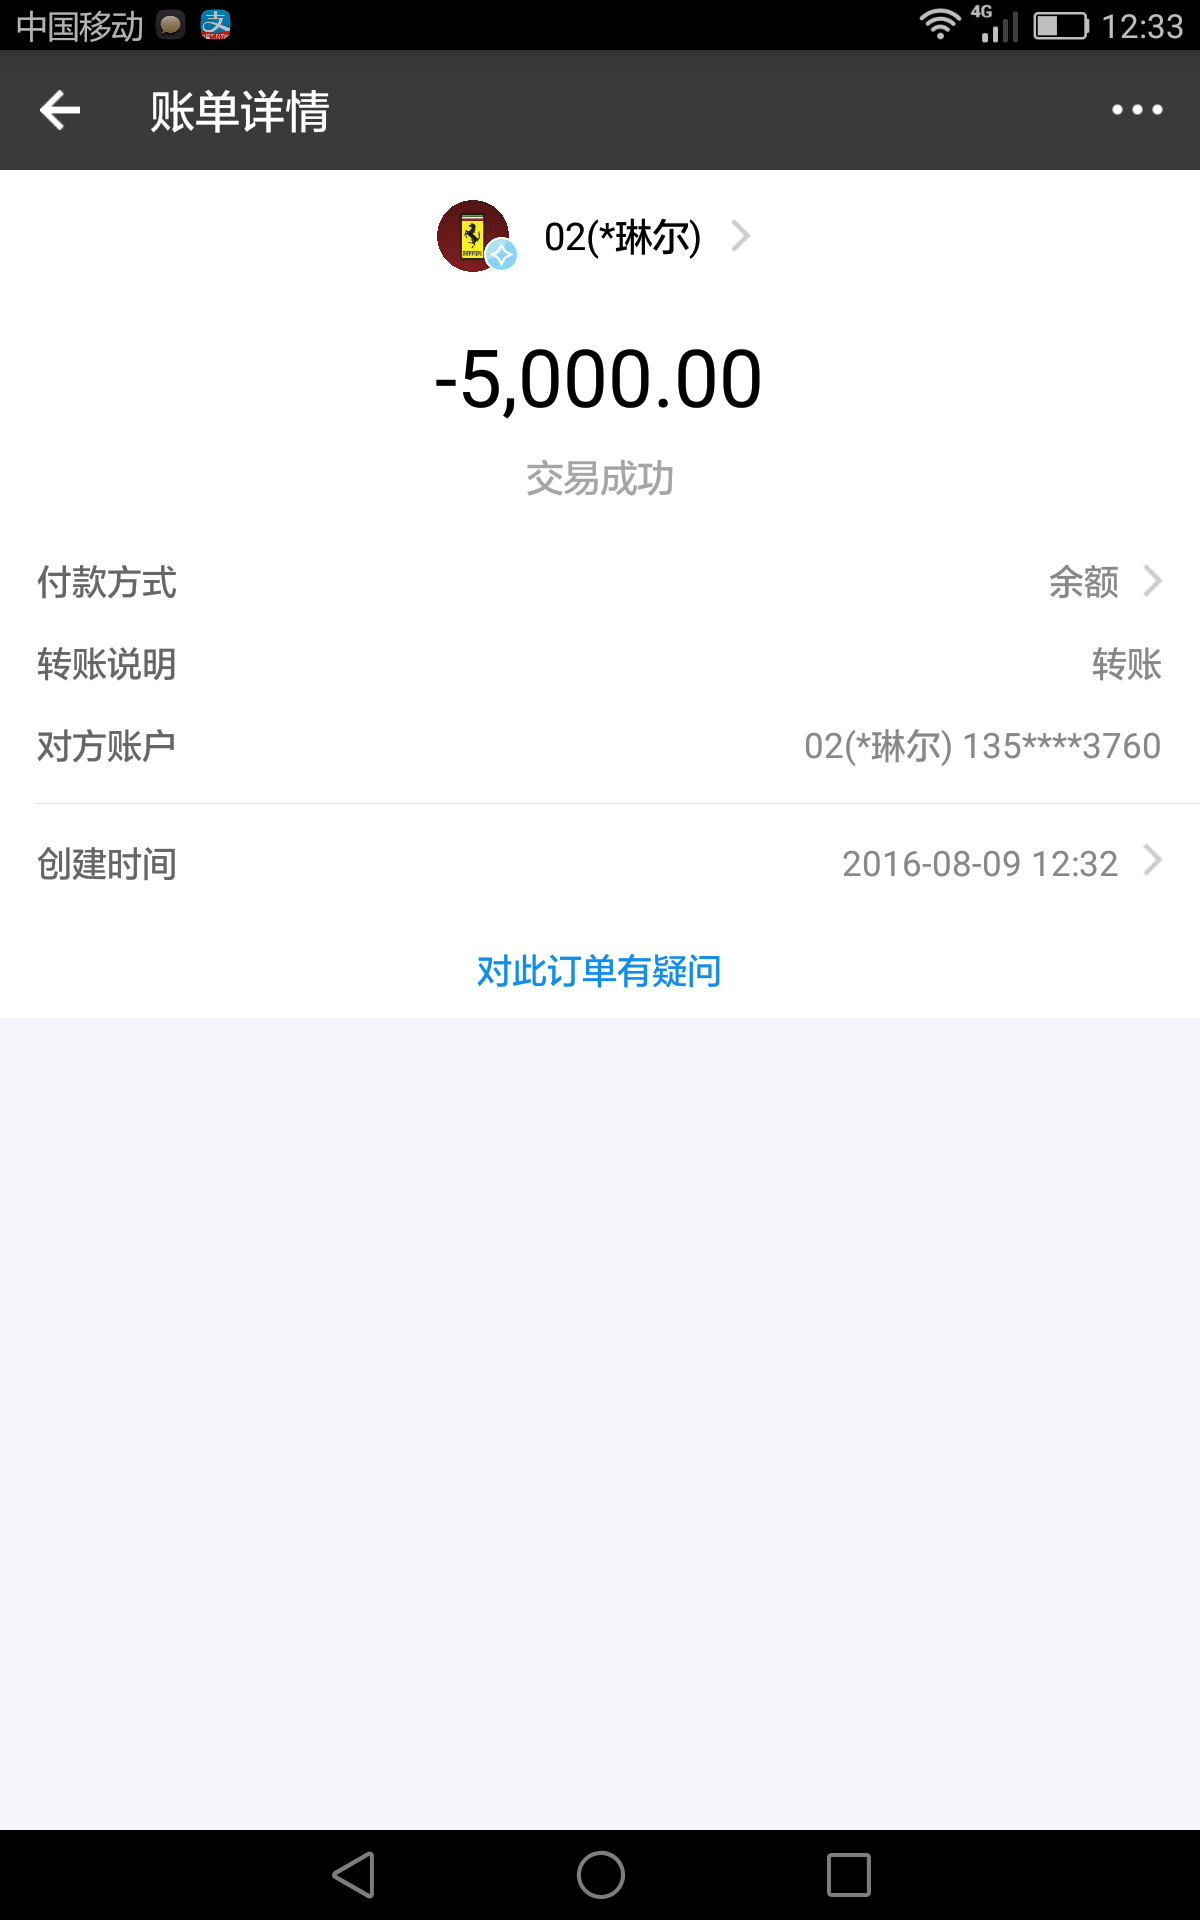 中国移动 4G 12:33
账单详情
02(*琳尔)
-5,000.00
交易成功
付款方式 余额
转账说明 转账
对方账户 02(*琳尔) 135****3760
创建时间 2016-08-09 12:32
对此订单有疑问